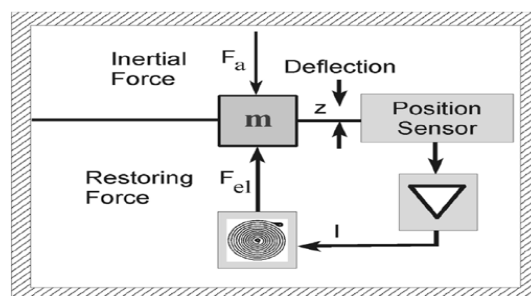 Inertial
Force
Fa
Deflection
m
z
Position
Sensor
Restoring
Force
Fel
I